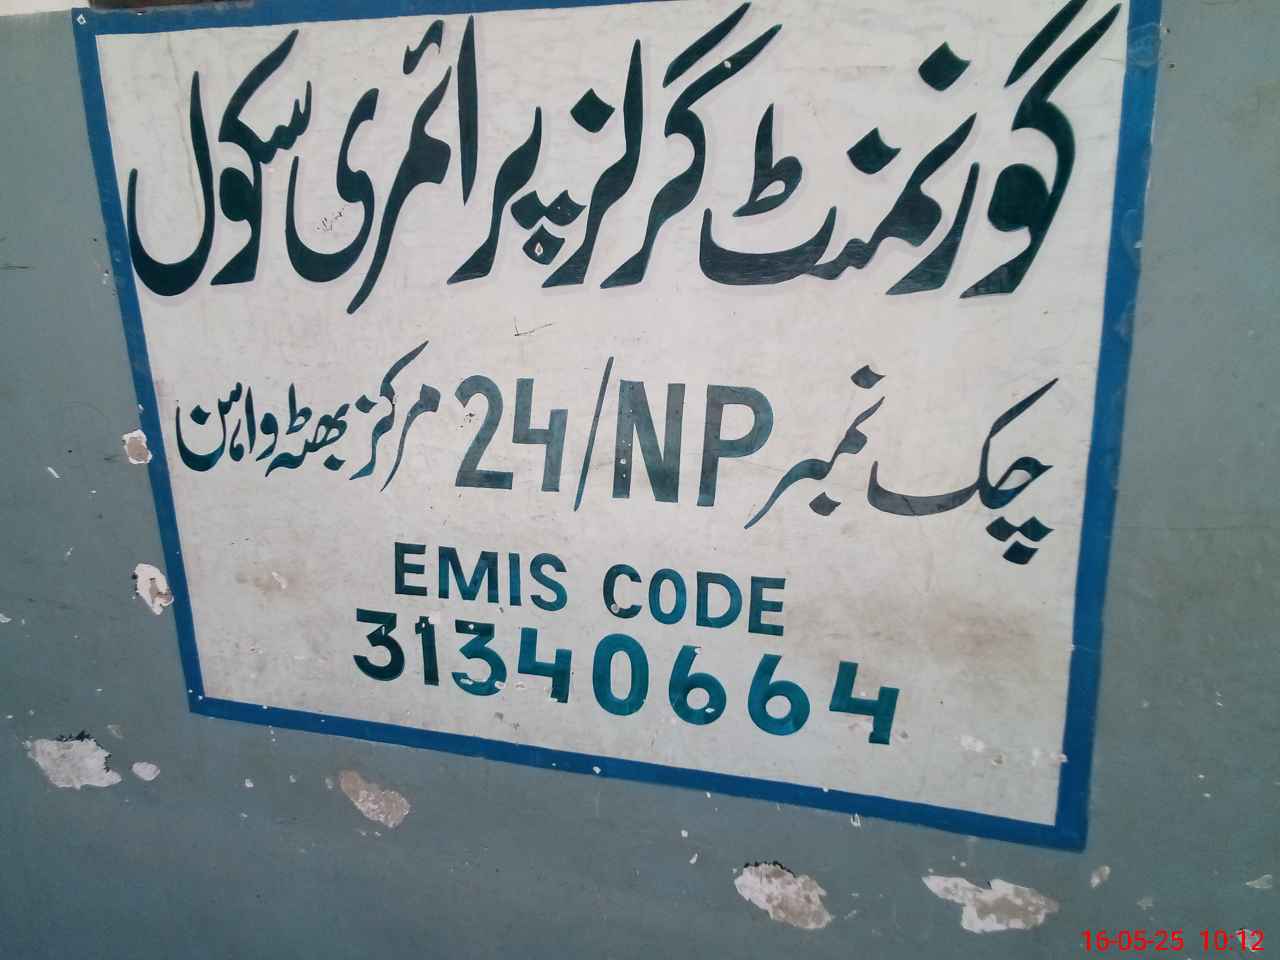 گورنمنٹ گرلز پرائمری سکول
چک نمبر 24/NP مرکز بھٹہ واہن
EMIS CODE
31340664
16-05-25 10:12